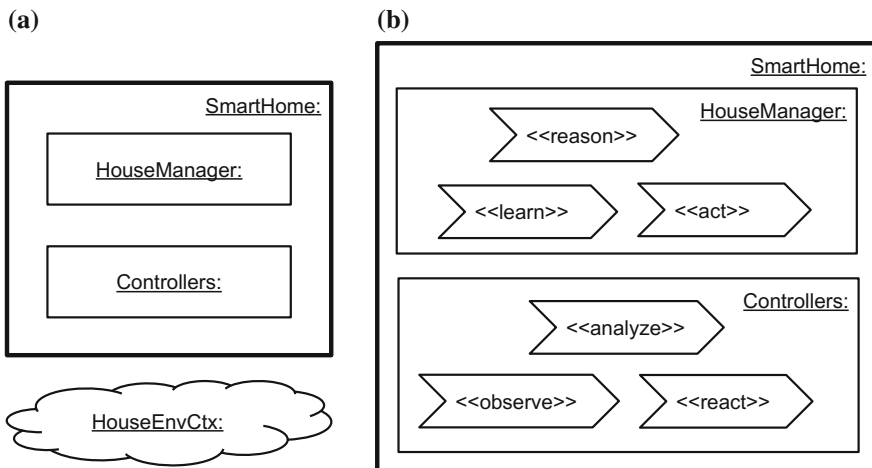 (a)
SmartHome:
HouseManager:
Controllers:
HouseEnvCtx:
(b)
SmartHome:
HouseManager:
<<reason>>
<<learn>>
<<act>>
Controllers:
<<analyze>>
<<observe>>
<<react>>